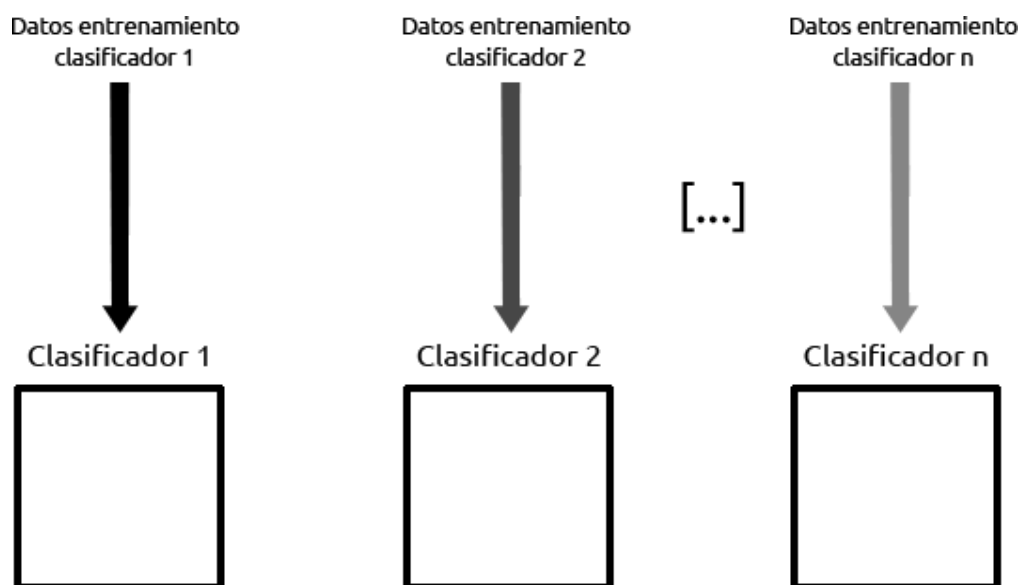 Datos entrenamiento
clasificador 1
Datos entrenamiento
clasificador 2
Datos entrenamiento
clasificador n
[...]
Clasificador 1
Clasificador 2
Clasificador n